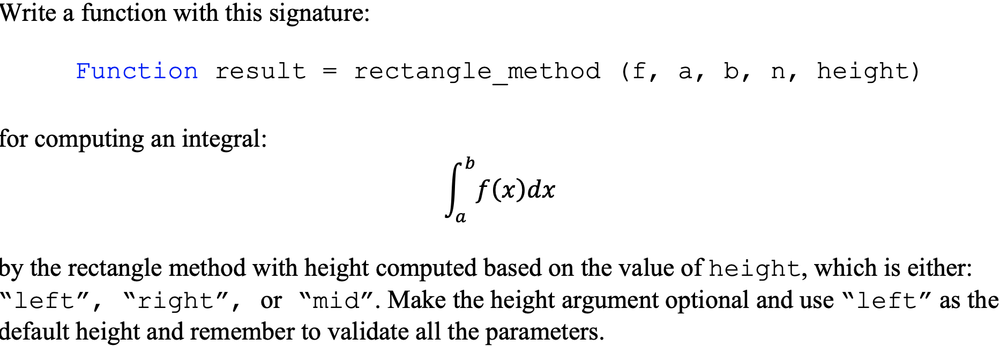 Write a function with this signature:
Function result = rectangle_method (f, a, b, n, height)
for computing an integral:
∫_a^b f(x)dx
by the rectangle method with height computed based on the value of height, which is either:
“left”, “right”, or “mid”. Make the height argument optional and use “left” as the
default height and remember to validate all the parameters.